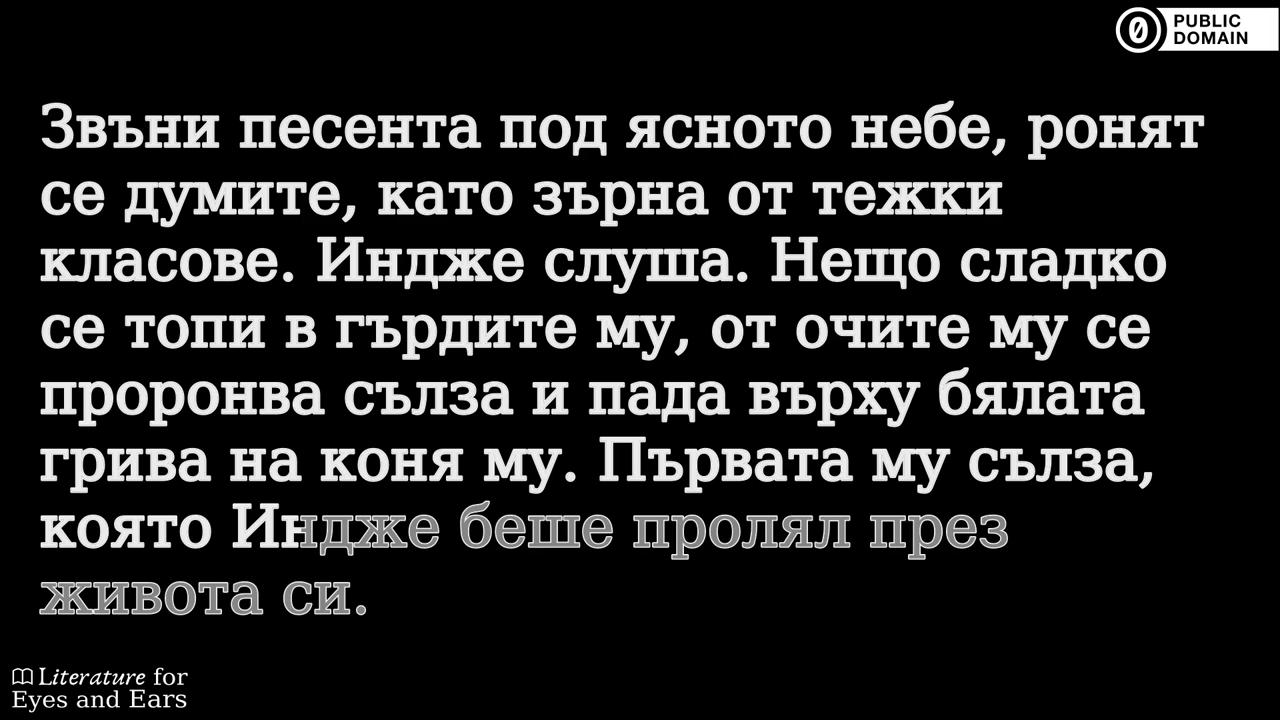 PUBLIC
DOMAIN
Звъни песента под ясното небе, ронят
се думите, като зърна от тежки
класове. Индже слуша. Нещо сладко
се топи в гърдите му, от очите му се
проронва сълза и пада върху бялата
грива на коня му. Първата му сълза,
която Индже беше пролял през
живота си.
Literature for
Eyes and Ears